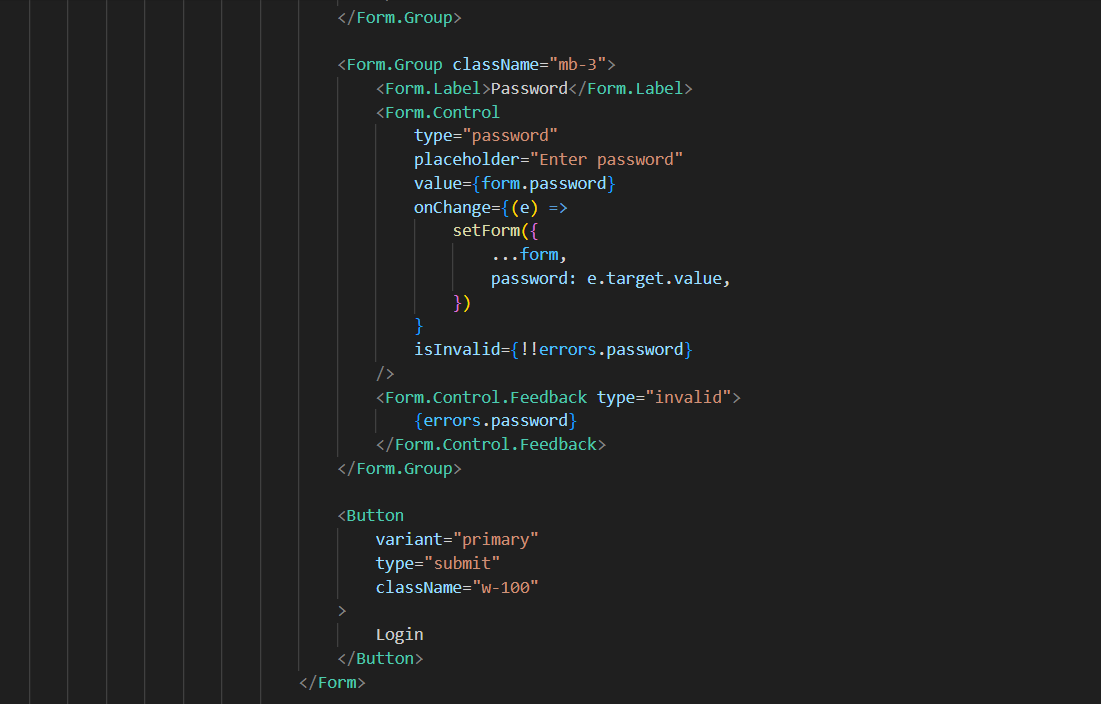 </Form.Group>
<Form.Group className="mb-3">
<Form.Label>Password</Form.Label>
<Form.Control
type="password"
placeholder="Enter password"
value={form.password}
onChange={(e) =>
setForm({
...form,
password: e.target.value,
})
}
isInvalid={!!errors.password}
/>
<Form.Control.Feedback type="invalid">
{errors.password}
</Form.Control.Feedback>
</Form.Group>
<Button
variant="primary"
type="submit"
className="w-100"
>
Login
</Button>
</Form>